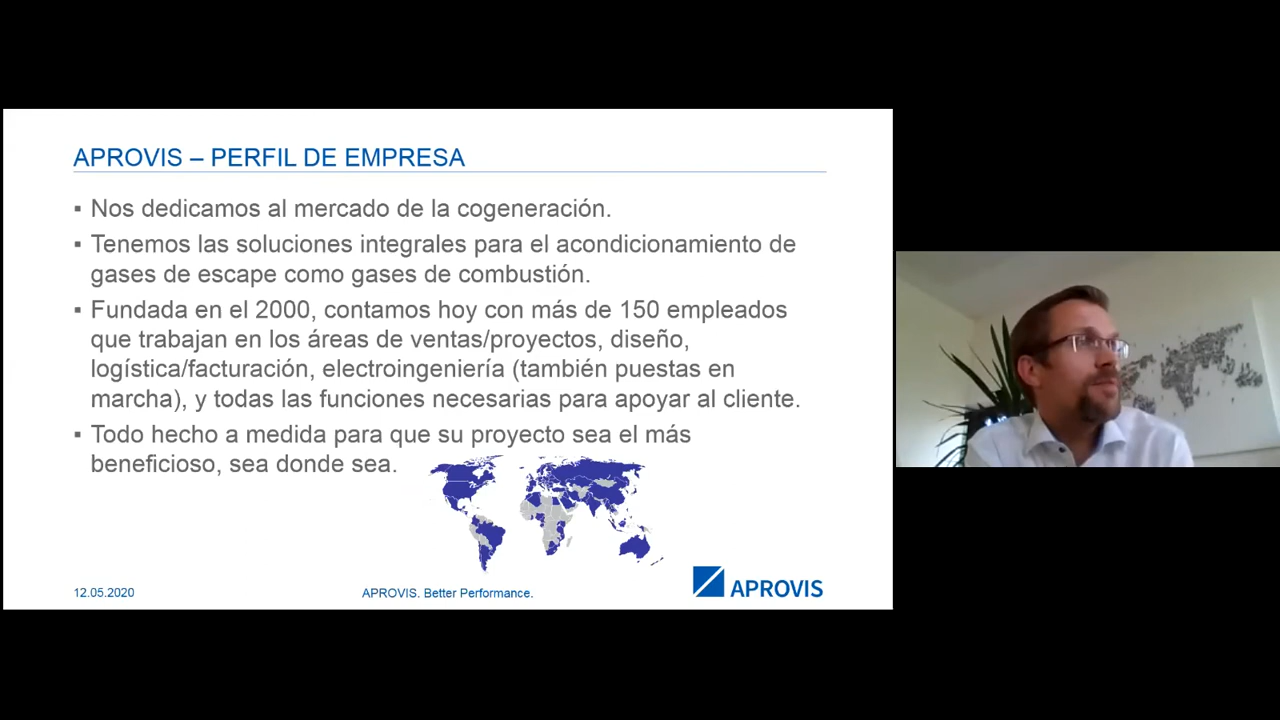 APROVIS – PERFIL DE EMPRESA
▪ Nos dedicamos al mercado de la cogeneración.
▪ Tenemos las soluciones integrales para el acondicionamiento de
gases de escape como gases de combustión.
▪ Fundada en el 2000, contamos hoy con más de 150 empleados
que trabajan en los áreas de ventas/proyectos, diseño,
logística/facturación, electroingeniería (también puestas en
marcha), y todas las funciones necesarias para apoyar al cliente.
▪ Todo hecho a medida para que su proyecto sea el más
beneficioso, sea donde sea.
12.05.2020
APROVIS. Better Performance.
APROVIS